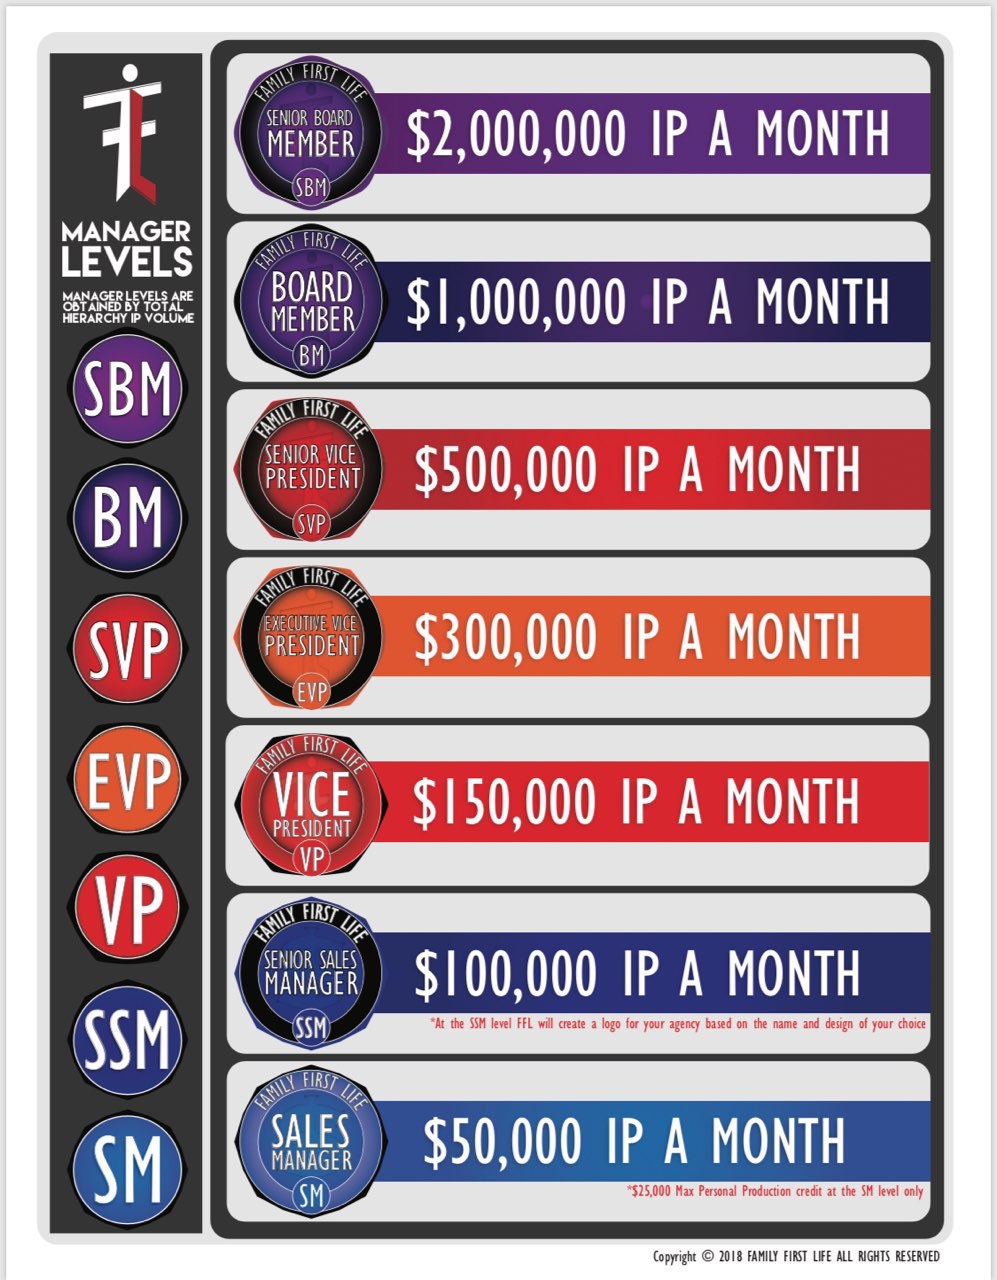 MANAGER
LEVELS
MANAGER LEVELS ARE
OBTAINED BY TOTAL
HIERARCHY IP VOLUME
SBM
BM
SVP
EVP
VP
SSM
SM
FAMILY FIRST LIFE
SENIOR BOARD
MEMBER
SBM
$2,000,000 IP A MONTH
FAMILY FIRST LIFE
BOARD
MEMBER
BM
$1,000,000 IP A MONTH
FAMILY FIRST LIFE
SENIOR VICE
PRESIDENT
SVP
$500,000 IP A MONTH
FAMILY FIRST LIFE
EXECUTIVE VICE
PRESIDENT
EVP
$300,000 IP A MONTH
FAMILY FIRST LIFE
VICE
PRESIDENT
VP
$150,000 IP A MONTH
FAMILY FIRST LIFE
SENIOR SALES
MANAGER
SSM
$100,000 IP A MONTH
*At the SSM level FFL will create a logo for your agency based on the name and design of your choice
FAMILY FIRST LIFE
SALES
MANAGER
SM
$50,000 IP A MONTH
*$25,000 Max Personal Production credit at the SM level only
Copyright © 2018 FAMILY FIRST LIFE ALL RIGHTS RESERVED